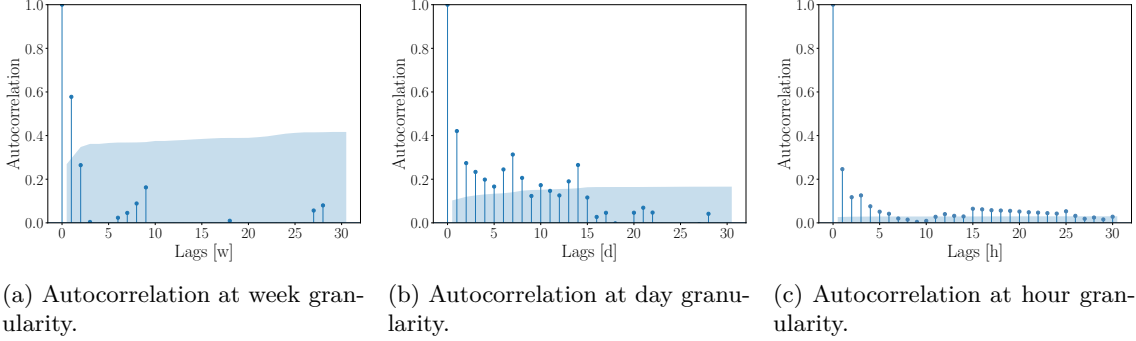 1.0
0.8
0.6
0.4
0.2
0.0
Autocorrelation
0 5 10 15 20 25 30
Lags [w]
(a) Autocorrelation at week gran-
ularity.
1.0
0.8
0.6
0.4
0.2
0.0
Autocorrelation
0 5 10 15 20 25 30
Lags [d]
(b) Autocorrelation at day granu-
larity.
1.0
0.8
0.6
0.4
0.2
0.0
Autocorrelation
0 5 10 15 20 25 30
Lags [h]
(c) Autocorrelation at hour gran-
ularity.